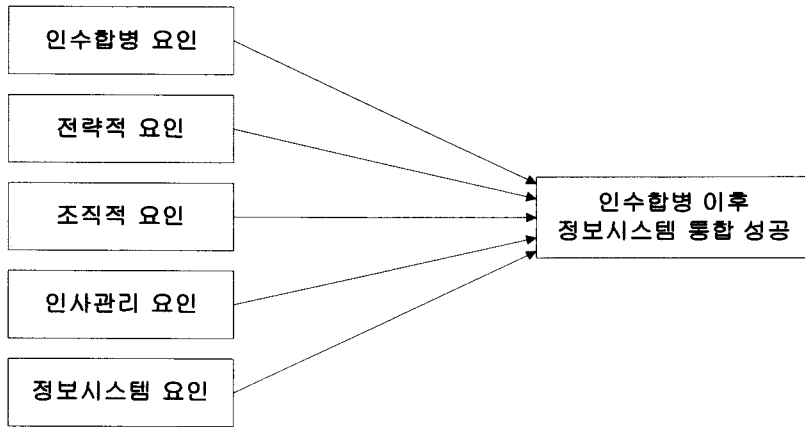 인수합병 요인
전략적 요인
조직적 요인
인사관리 요인
정보시스템 요인
인수합병 이후
정보시스템 통합 성공